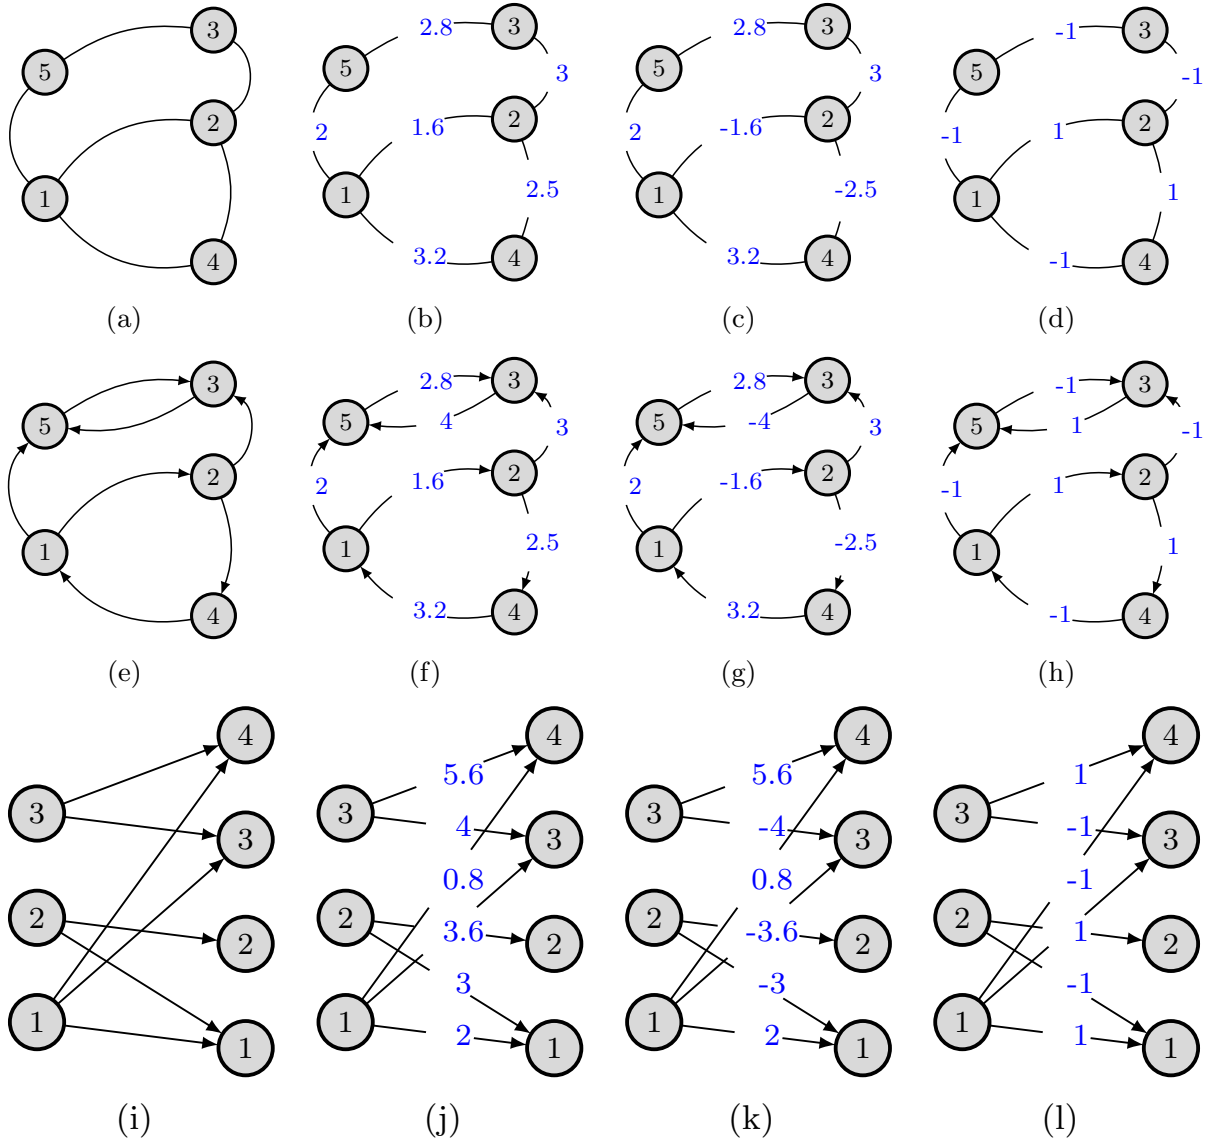 3 2.8 3 2.8 3 -1 3
5 5 5 5
3 3 -1
2 1.6 2 -1.6 2 1 2
2 2 -1
1 1 1 1
2.5 -2.5 1
4 3.2 4 3.2 4 -1 4
(a) (b) (c) (d)
3 2.8 3 2.8 3 -1 3
5 4 5 -4 5 1 5
3 3 -1
2 1.6 2 -1.6 2 1 2
2 2 -1
1 1 1 1
2.5 -2.5 1
4 3.2 4 3.2 4 -1 4
(e) (f) (g) (h)
4 4 4 4
5.6 5.6 1
3 3 3 3
4 -4 -1
3 3 3 3
0.8 0.8 -1
2 2 2 2
3.6 -3.6 1
2 2 2 2
3 -3 -1
1 1 1 1
2 2 1
1 1 1 1
(i) (j) (k) (l)